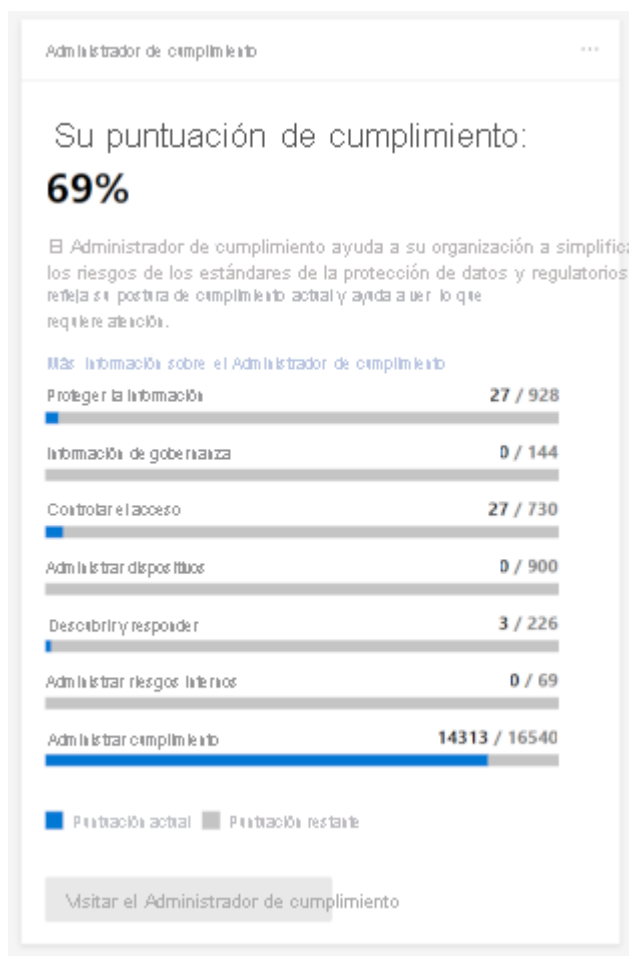 Administrador de cumplimiento
...
Su puntuación de cumplimiento:
69%
El Administrador de cumplimiento ayuda a su organización a simplifica
los riesgos de los estándares de la protección de datos y regulatorios
refleja su postura de cumplimiento actual y ayuda a ver lo que
requiere atención.
Más información sobre el Administrador de cumplimiento
Proteger la información 27 / 928
Información de gobernanza 0 / 144
Controlar el acceso 27 / 730
Administrar dispositivos 0 / 900
Descubrir y responder 3 / 226
Administrar riesgos internos 0 / 69
Administrar cumplimiento 14313 / 16540
Puntuación actual Puntuación restante
Visitar el Administrador de cumplimiento